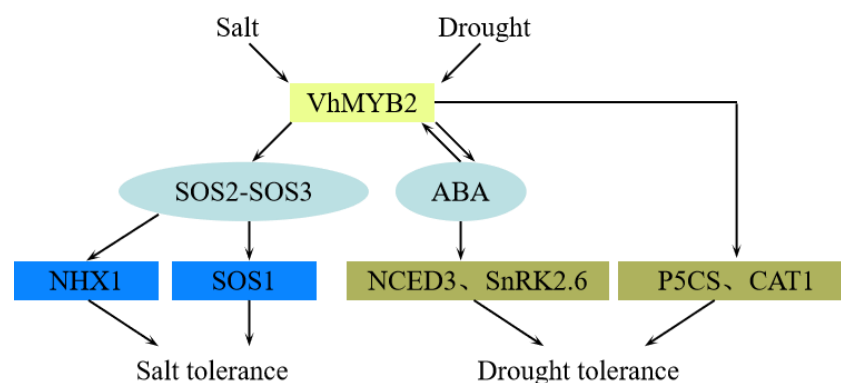 Salt Drought
VhMYB2
SOS2-SOS3 ABA
NHX1 SOS1 NCED3、SnRK2.6 P5CS、CAT1
Salt tolerance Drought tolerance